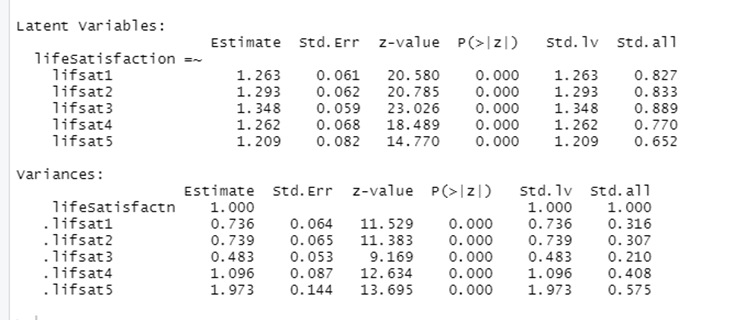 Latent Variables:
Estimate Std.Err z-value P(>|z|) Std.lv Std.all
lifeSatisfaction =~
lifsat1 1.263 0.061 20.580 0.000 1.263 0.827
lifsat2 1.293 0.062 20.785 0.000 1.293 0.833
lifsat3 1.348 0.059 23.026 0.000 1.348 0.889
lifsat4 1.262 0.068 18.489 0.000 1.262 0.770
lifsat5 1.209 0.082 14.770 0.000 1.209 0.652
Variances:
Estimate Std.Err z-value P(>|z|) Std.lv Std.all
lifeSatisfactn 1.000 1.000 1.000
.lifsat1 0.736 0.064 11.529 0.000 0.736 0.316
.lifsat2 0.739 0.065 11.383 0.000 0.739 0.307
.lifsat3 0.483 0.053 9.169 0.000 0.483 0.210
.lifsat4 1.096 0.087 12.634 0.000 1.096 0.408
.lifsat5 1.973 0.144 13.695 0.000 1.973 0.575